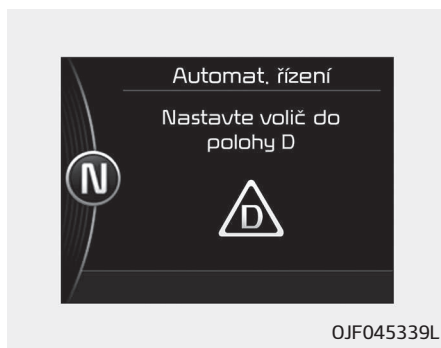 Automat. řízení
Nastavte volič do
polohy D
N
D
OJF045339L